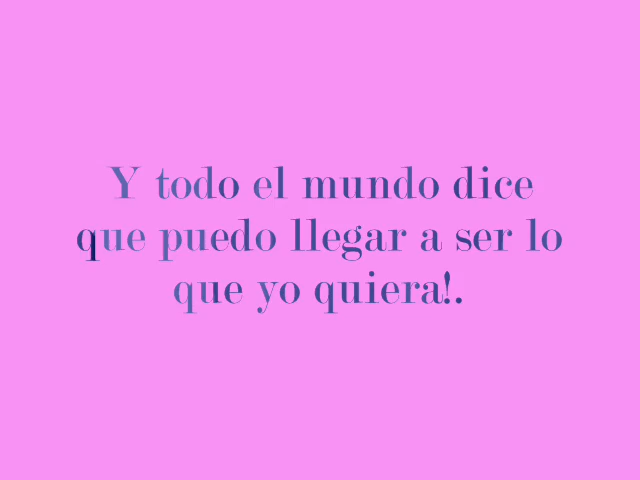 Y todo el mundo dice
que puedo llegar a ser lo
que yo quiera!.